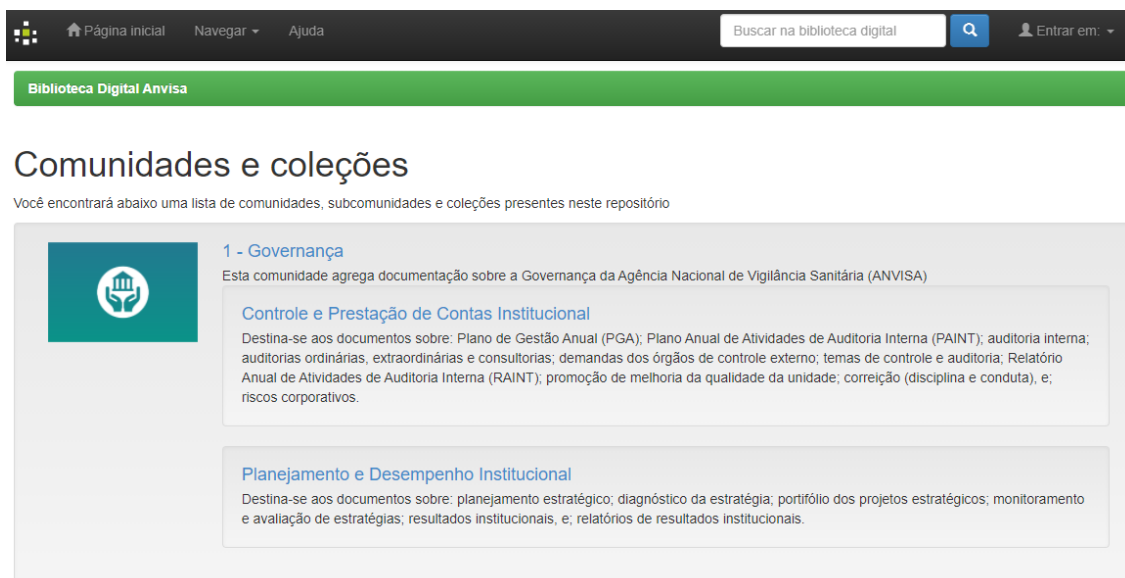 Página inicial Navegar Ajuda Buscar na biblioteca digital Entrar em:
Biblioteca Digital Anvisa
Comunidades e coleções
Você encontrará abaixo uma lista de comunidades, subcomunidades e coleções presentes neste repositório
1 - Governança
Esta comunidade agrega documentação sobre a Governança da Agência Nacional de Vigilância Sanitária (ANVISA)
Controle e Prestação de Contas Institucional
Destina-se aos documentos sobre: Plano de Gestão Anual (PGA); Plano Anual de Atividades de Auditoria Interna (PAINT); auditoria interna;
auditorias ordinárias, extraordinárias e consultorias; demandas dos órgãos de controle externo; temas de controle e auditoria; Relatório
Anual de Atividades de Auditoria Interna (RAINT); promoção de melhoria da qualidade da unidade; correição (disciplina e conduta), e;
riscos corporativos.
Planejamento e Desempenho Institucional
Destina-se aos documentos sobre: planejamento estratégico; diagnóstico da estratégia; portifólio dos projetos estratégicos; monitoramento
e avaliação de estratégias; resultados institucionais, e; relatórios de resultados institucionais.